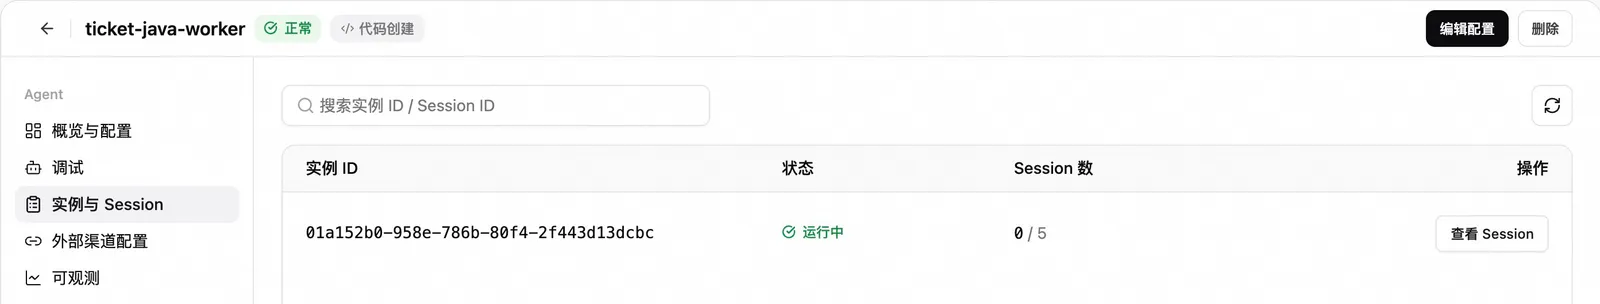 ticket-java-worker 正常 代码创建 编辑配置 删除
Agent
概览与配置
调试
实例与 Session
外部渠道配置
可观测
搜索实例 ID / Session ID
实例 ID 状态 Session 数 操作
01a152b0-958e-786b-80f4-2f443d13dcbc 运行中 0 / 5 查看 Session